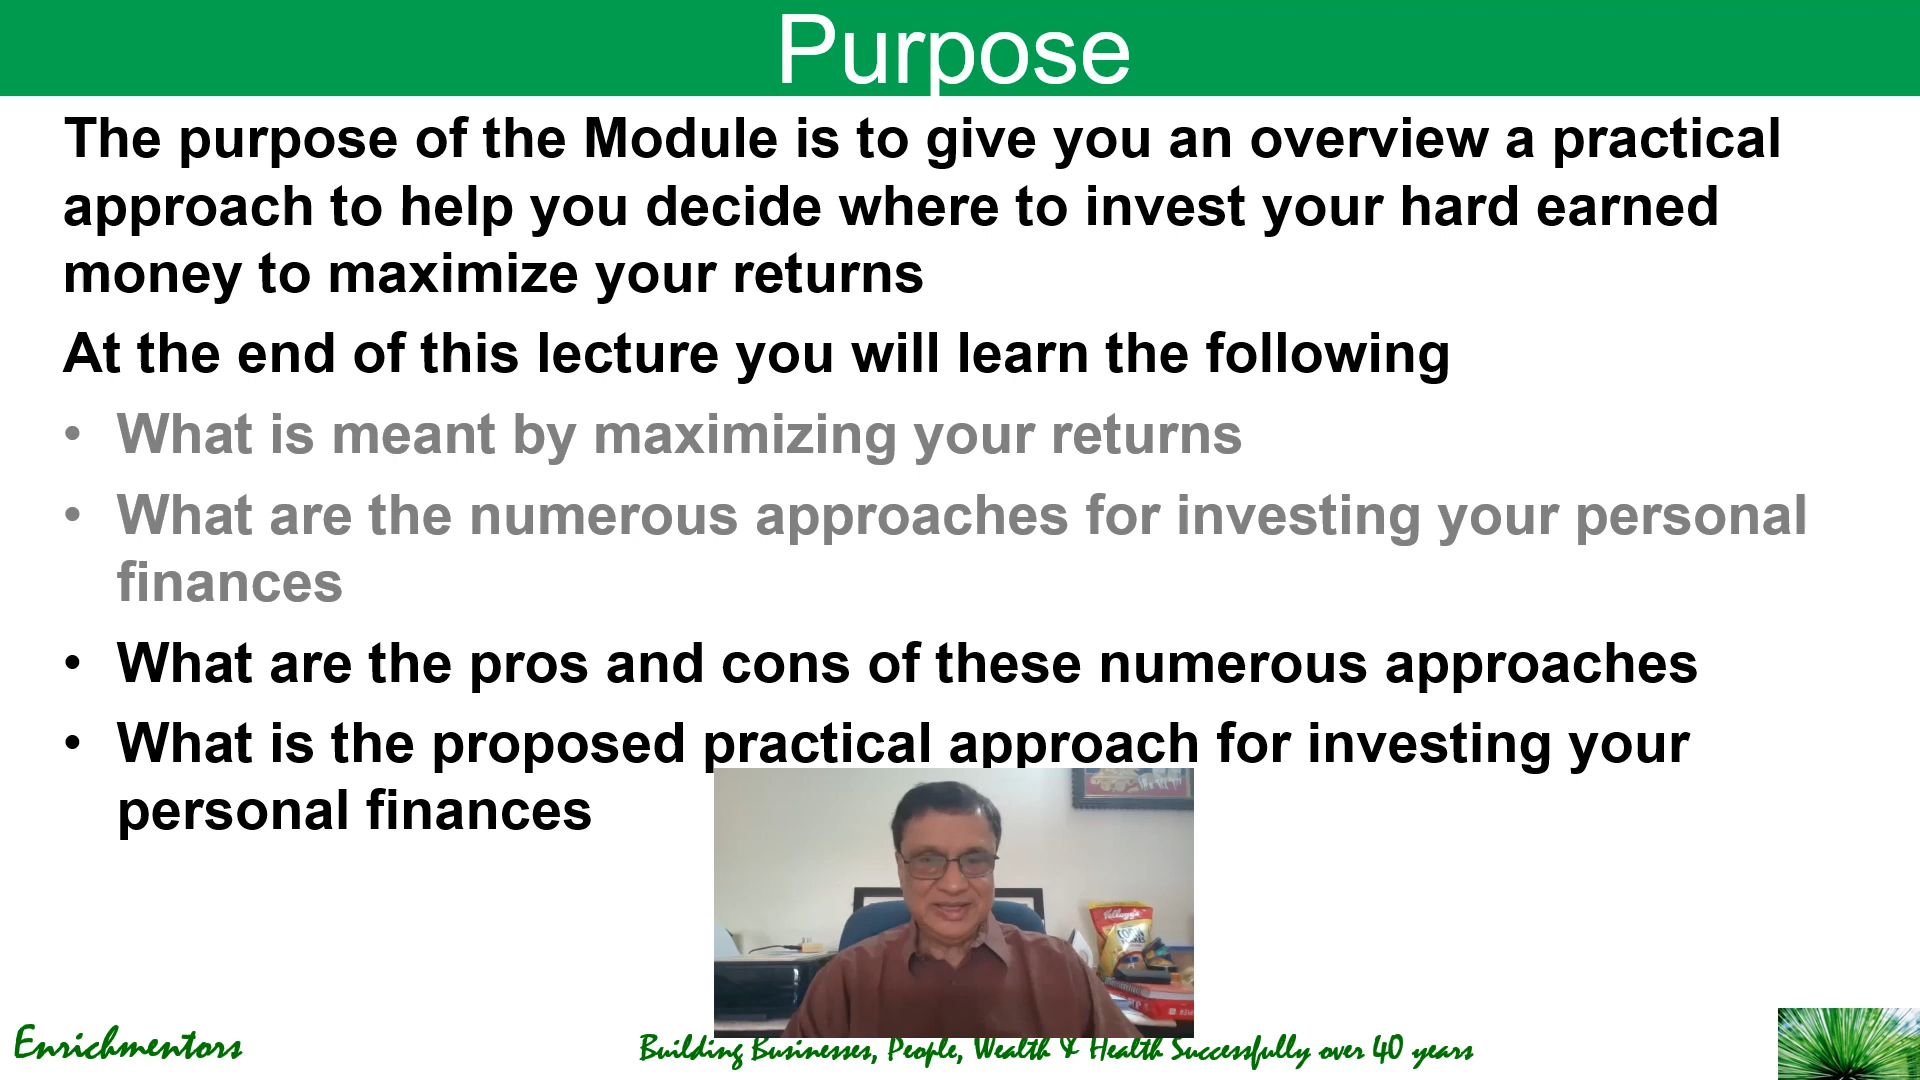 Purpose
The purpose of the Module is to give you an overview a practical
approach to help you decide where to invest your hard earned
money to maximize your returns
At the end of this lecture you will learn the following
• What is meant by maximizing your returns
• What are the numerous approaches for investing your personal
finances
• What are the pros and cons of these numerous approaches
• What is the proposed practical approach for investing your
personal finances
Kellogg's
CORN
FLAKES
Enrichmentors
Building Businesses, People, Wealth & Health Successfully over 40 years